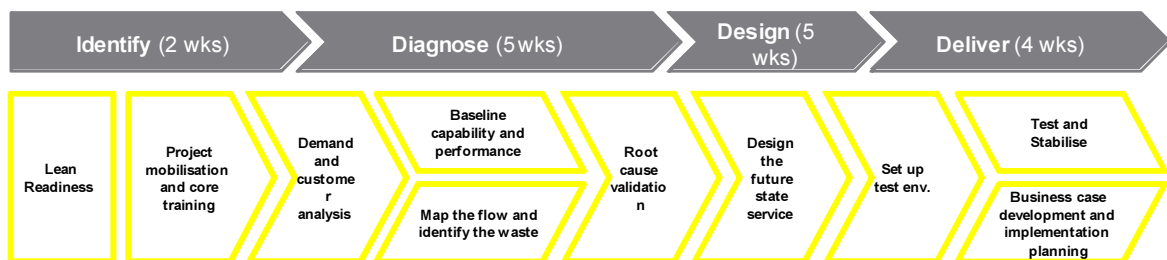 Identify (2 wks)
Diagnose (5 wks)
Design (5
wks)
Deliver (4 wks)
Lean
Readiness
Project
mobilisation
and core
training
Demand
and
custome
r
analysis
Baseline
capability and
performance
Map the flow and
identify the waste
Root
cause
validatio
n
Design
the
future
state
service
Set up
test env.
Test and
Stabilise
Business case
development and
implementation
planning